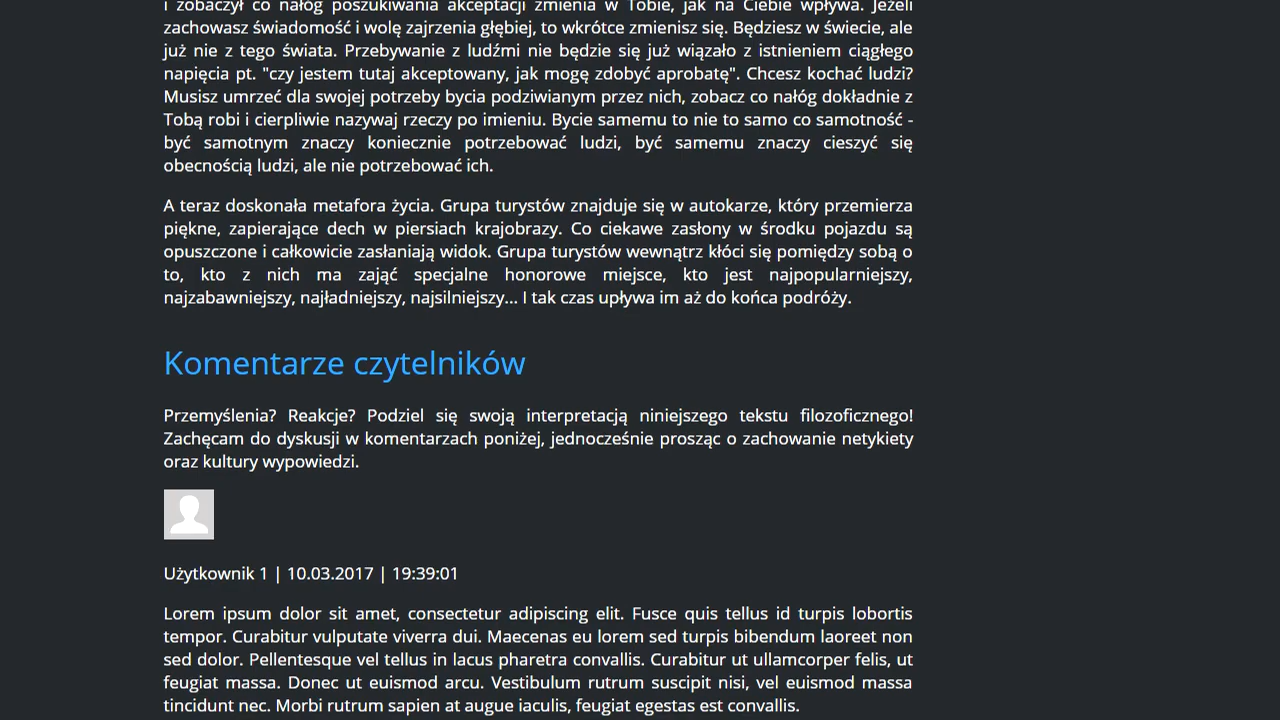 i zobaczył co nałóg poszukiwania akceptacji zmienia w Tobie, jak na Ciebie wpływa. Jeżeli
zachowasz świadomość i wolę zajrzenia głębiej, to wkrótce zmienisz się. Będziesz w świecie, ale
już nie z tego świata. Przebywanie z ludźmi nie będzie się już wiązało z istnieniem ciągłego
napięcia pt. "czy jestem tutaj akceptowany, jak mogę zdobyć aprobatę". Chcesz kochać ludzi?
Musisz umrzeć dla swojej potrzeby bycia podziwianym przez nich, zobacz co nałóg dokładnie z
Tobą robi i cierpliwie nazywaj rzeczy po imieniu. Bycie samemu to nie to samo co samotność -
być samotnym znaczy koniecznie potrzebować ludzi, być samemu znaczy cieszyć się
obecnością ludzi, ale nie potrzebować ich.
A teraz doskonała metafora życia. Grupa turystów znajduje się w autokarze, który przemierza
piękne, zapierające dech w piersiach krajobrazy. Co ciekawe zasłony w środku pojazdu są
opuszczone i całkowicie zasłaniają widok. Grupa turystów wewnątrz kłóci się pomiędzy sobą o
to, kto z nich ma zająć specjalne honorowe miejsce, kto jest najpopularniejszy,
najzabawniejszy, najładniejszy, najsilniejszy... I tak czas upływa im aż do końca podróży.
Komentarze czytelników
Przemyślenia? Reakcje? Podziel się swoją interpretacją niniejszego tekstu filozoficznego!
Zachęcam do dyskusji w komentarzach poniżej, jednocześnie prosząc o zachowanie netykiety
oraz kultury wypowiedzi.
Użytkownik 1 | 10.03.2017 | 19:39:01
Lorem ipsum dolor sit amet, consectetur adipiscing elit. Fusce quis tellus id turpis lobortis
tempor. Curabitur vulputate viverra dui. Maecenas eu lorem sed turpis bibendum laoreet non
sed dolor. Pellentesque vel tellus in lacus pharetra convallis. Curabitur ut ullamcorper felis, ut
feugiat massa. Donec ut euismod arcu. Vestibulum rutrum suscipit nisi, vel euismod massa
tincidunt nec. Morbi rutrum sapien at augue iaculis, feugiat egestas est convallis.